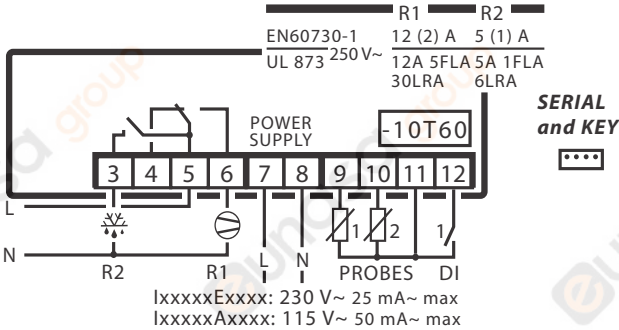 R1 R2
EN60730-1 250 V~ 12 (2) A 5 (1) A
UL 873 12A 5FLA 5A 1FLA
30LRA 6LRA
SERIAL
and KEY
POWER
SUPPLY
-10T60
3 4 5 6 7 8 9 10 11 12
L
1 2 1
N
R2 R1 L N PROBES DI
IxxxxxExxxx: 230 V~ 25 mA~ max
IxxxxxAxxxx: 115 V~ 50 mA~ max
eunggsa group